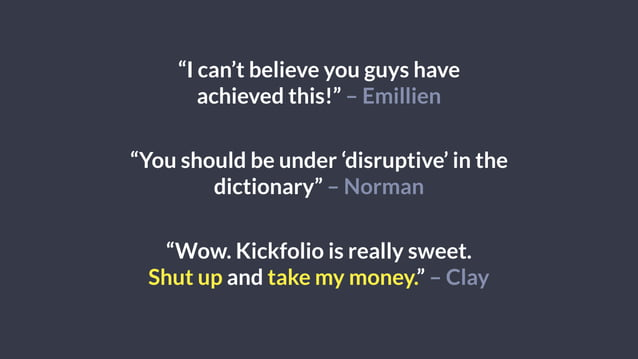 “I can’t believe you guys have
achieved this!” – Emillien
“You should be under ‘disruptive’ in the
dictionary” – Norman
“Wow. Kickfolio is really sweet.
Shut up and take my money.” – Clay